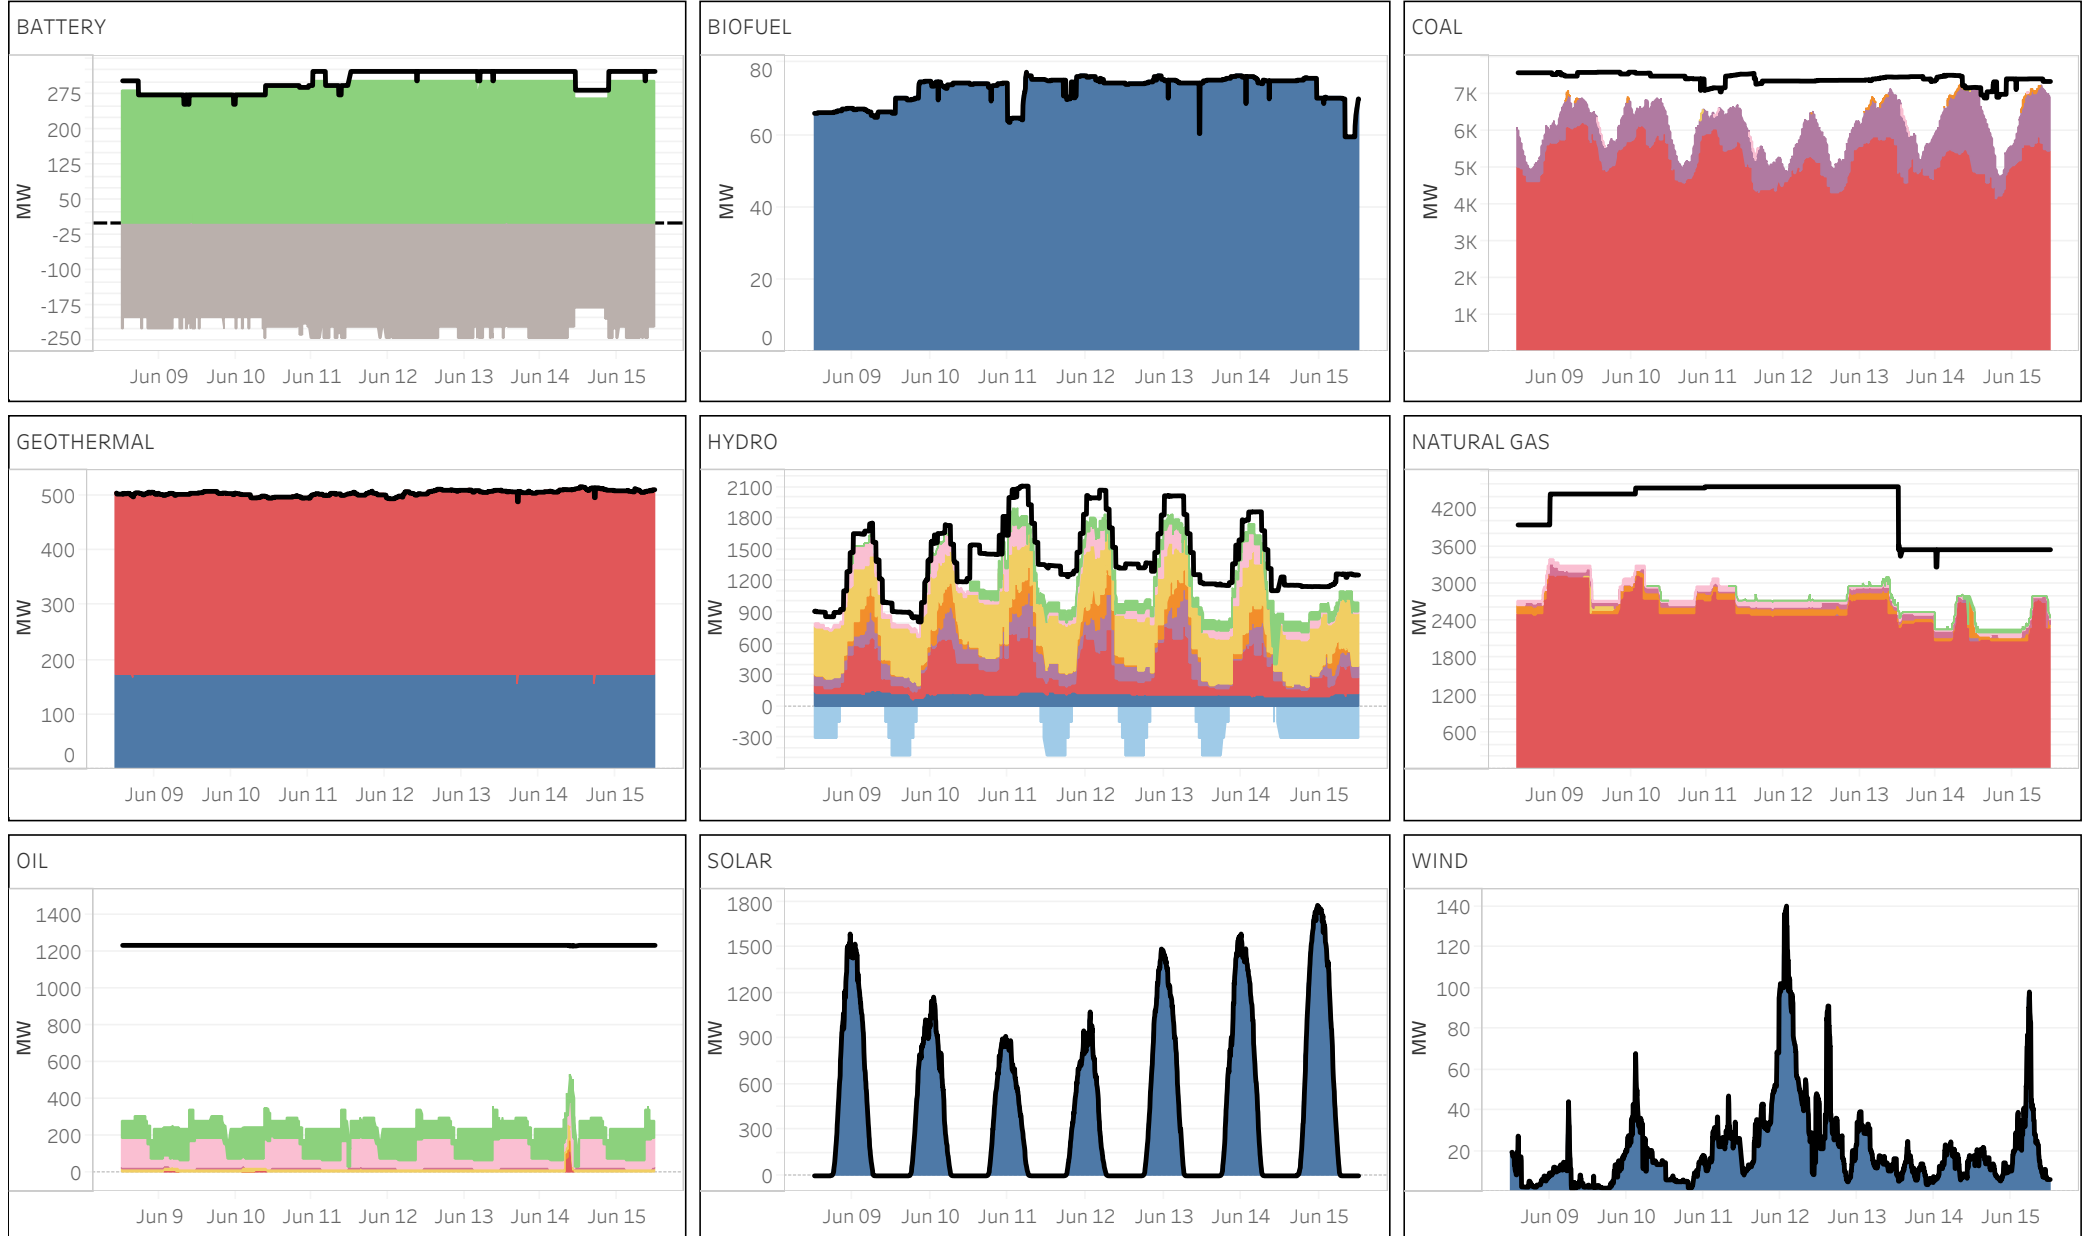 BATTERY
MW
275
200
125
50
-25
-100
-175
-250
Jun 09 Jun 10 Jun 11 Jun 12 Jun 13 Jun 14 Jun 15
BIOFUEL
MW
80
60
40
20
0
Jun 09 Jun 10 Jun 11 Jun 12 Jun 13 Jun 14 Jun 15
COAL
MW
7K
6K
5K
4K
3K
2K
1K
Jun 09 Jun 10 Jun 11 Jun 12 Jun 13 Jun 14 Jun 15
GEOTHERMAL
MW
500
400
300
200
100
0
Jun 09 Jun 10 Jun 11 Jun 12 Jun 13 Jun 14 Jun 15
HYDRO
MW
2100
1800
1500
1200
900
600
300
0
-300
Jun 09 Jun 10 Jun 11 Jun 12 Jun 13 Jun 14 Jun 15
NATURAL GAS
MW
4200
3600
3000
2400
1800
1200
600
Jun 09 Jun 10 Jun 11 Jun 12 Jun 13 Jun 14 Jun 15
OIL
MW
1400
1200
1000
800
600
400
200
0
Jun 9 Jun 10 Jun 11 Jun 12 Jun 13 Jun 14 Jun 15
SOLAR
MW
1800
1500
1200
900
600
300
0
Jun 09 Jun 10 Jun 11 Jun 12 Jun 13 Jun 14 Jun 15
WIND
MW
140
120
100
80
60
40
20
Jun 09 Jun 10 Jun 11 Jun 12 Jun 13 Jun 14 Jun 15